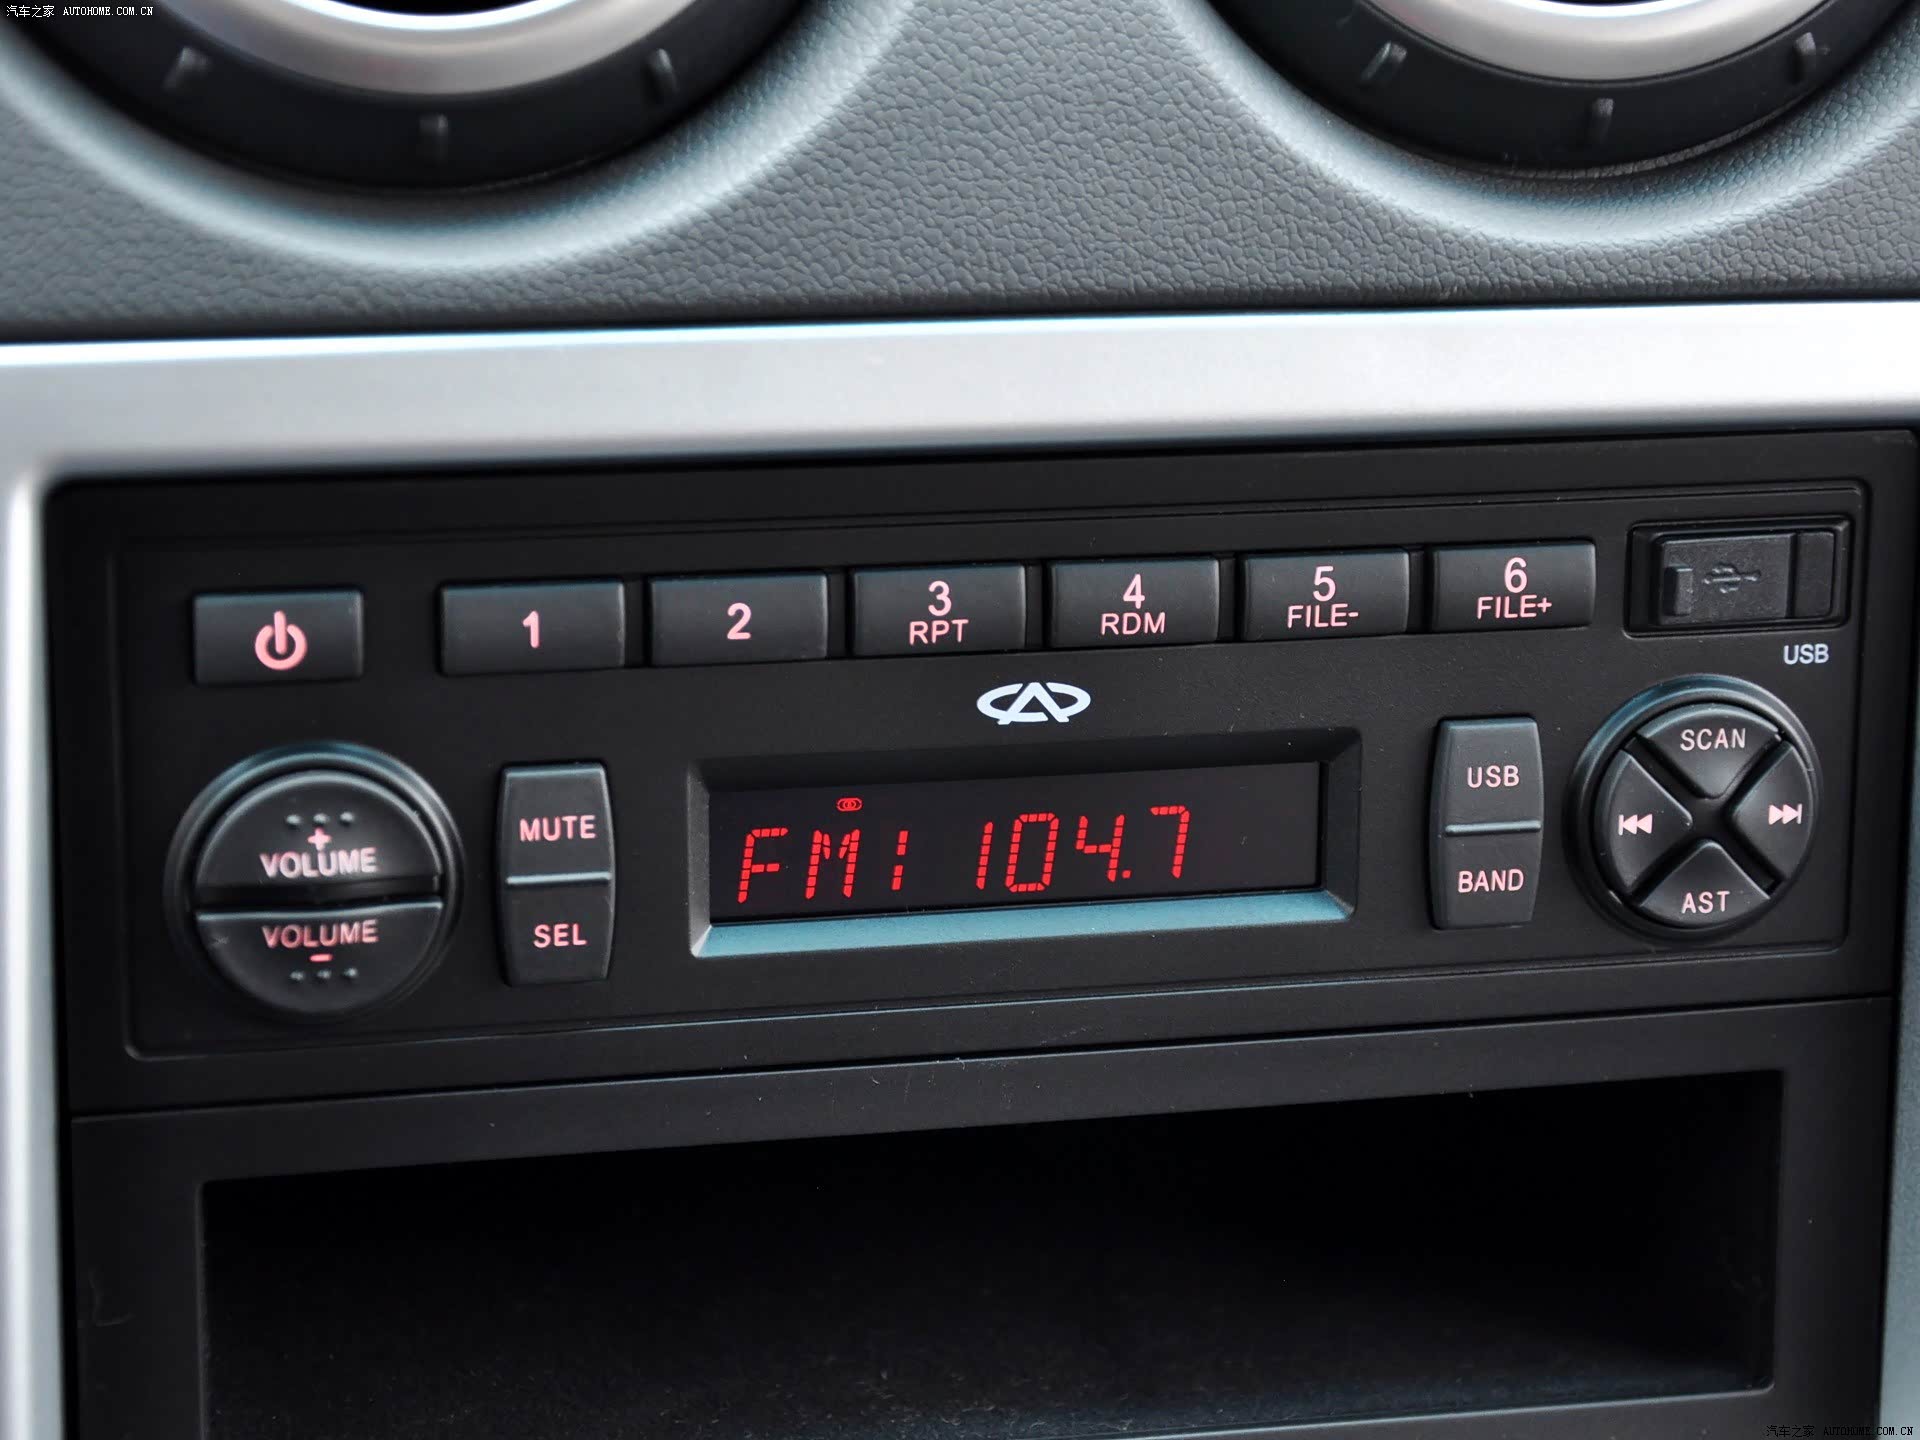 汽车之家 AUTOHOME.COM.CN
1 2 3 4 5 6
RPT RDM FILE- FILE+
USB
+
VOLUME
VOLUME
-
MUTE
SEL
FM1 104.7
USB
BAND
SCAN
AST
汽车之家 AUTOHOME.COM.CN